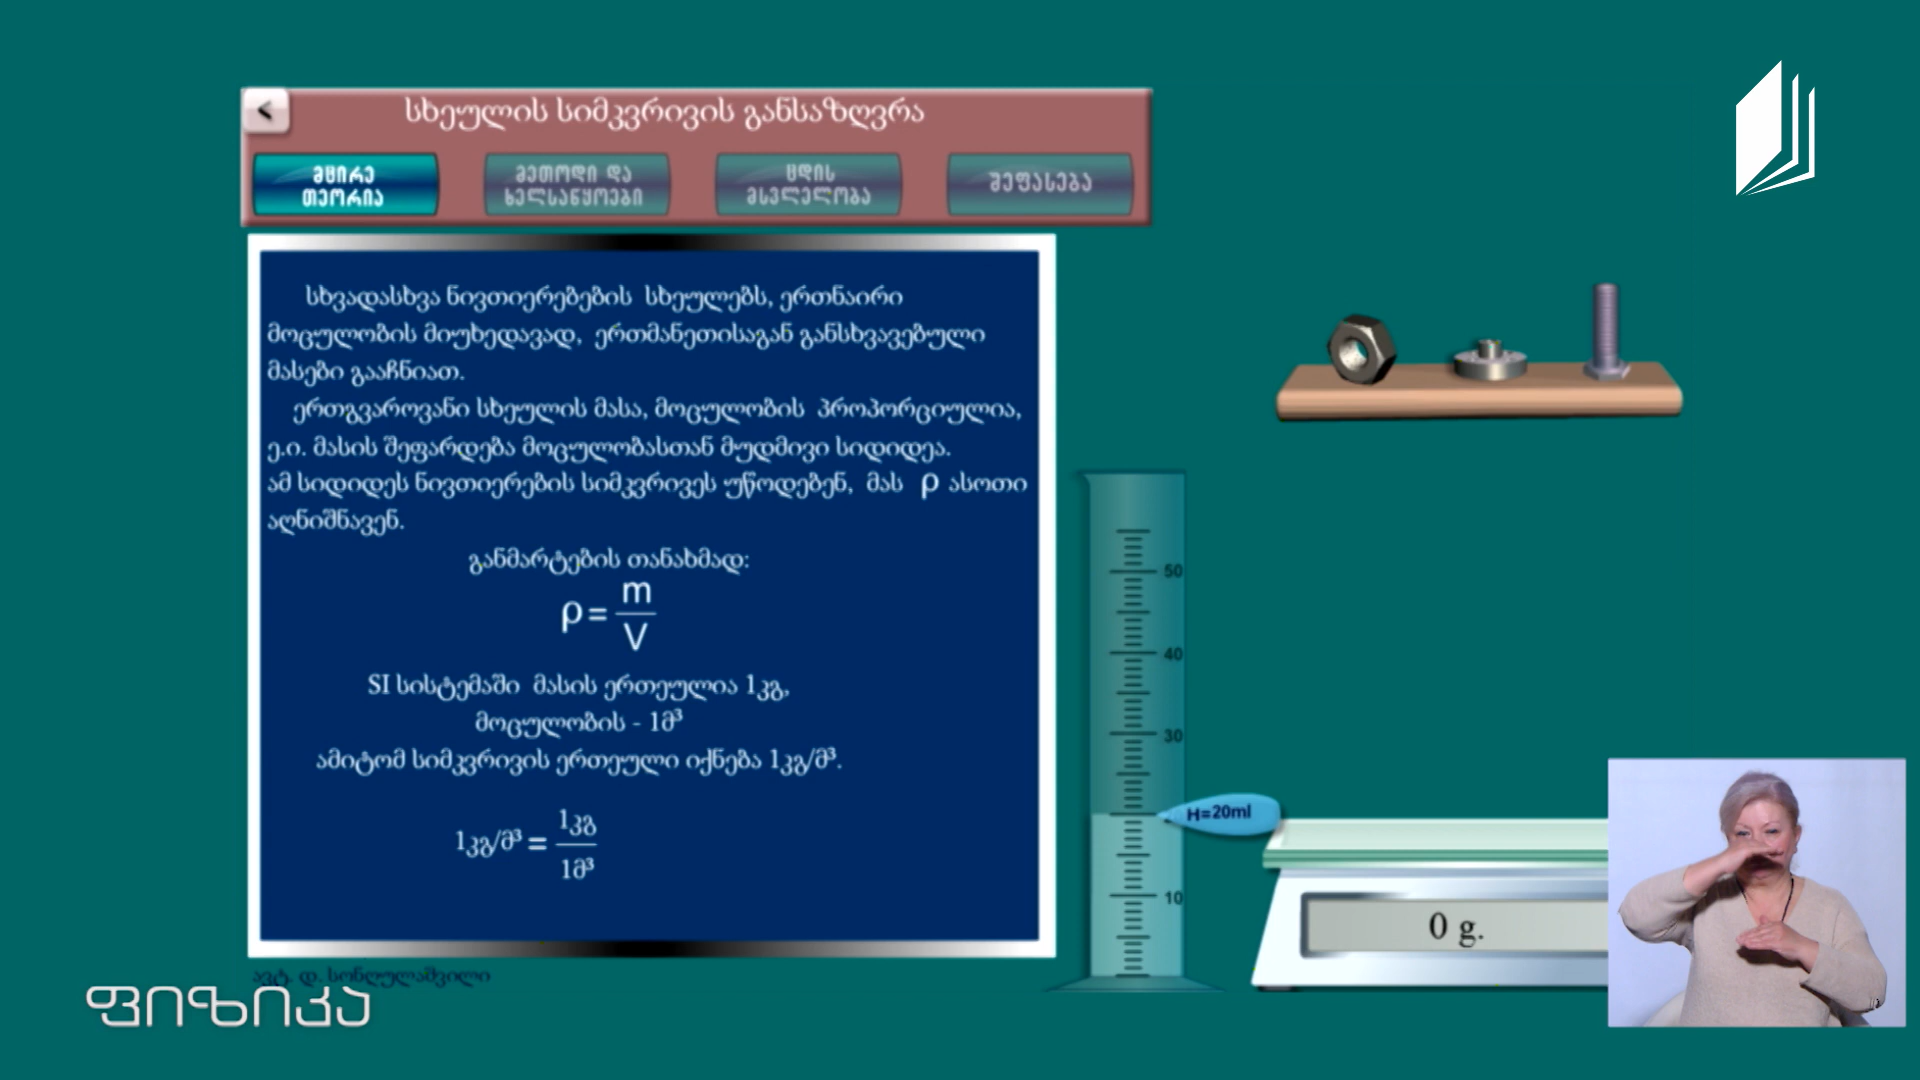 <
სხეულის სიმკვრივის განსაზღვრა
მცირე
თეორია
მეთოდი და
ხელსაწყოები
ცდის
მსვლელობა
შეფასება
სხვადასხვა ნივთიერებების სხეულებს, ერთნაირი
მოცულობის მიუხედავად, ერთმანეთისაგან განსხვავებული
მასები გააჩნიათ.
ერთგვაროვანი სხეულის მასა, მოცულობის პროპორციულია,
ე.ი. მასის შეფარდება მოცულობასთან მუდმივი სიდიდეა.
ამ სიდიდეს ნივთიერების სიმკვრივეს უწოდებენ, მას ρ ასოთი
აღნიშნავენ.
განმარტების თანახმად:
ρ = m/V
SI სისტემაში მასის ერთეულია 1კგ,
მოცულობის - 1მ³
ამიტომ სიმკვრივის ერთეული იქნება 1კგ/მ³.
1კგ/მ³ = 1კგ/1მ³
50
40
30
H=20ml
10
0 g.
ავტ. დ. სონღულაშვილი
ფიზიკა